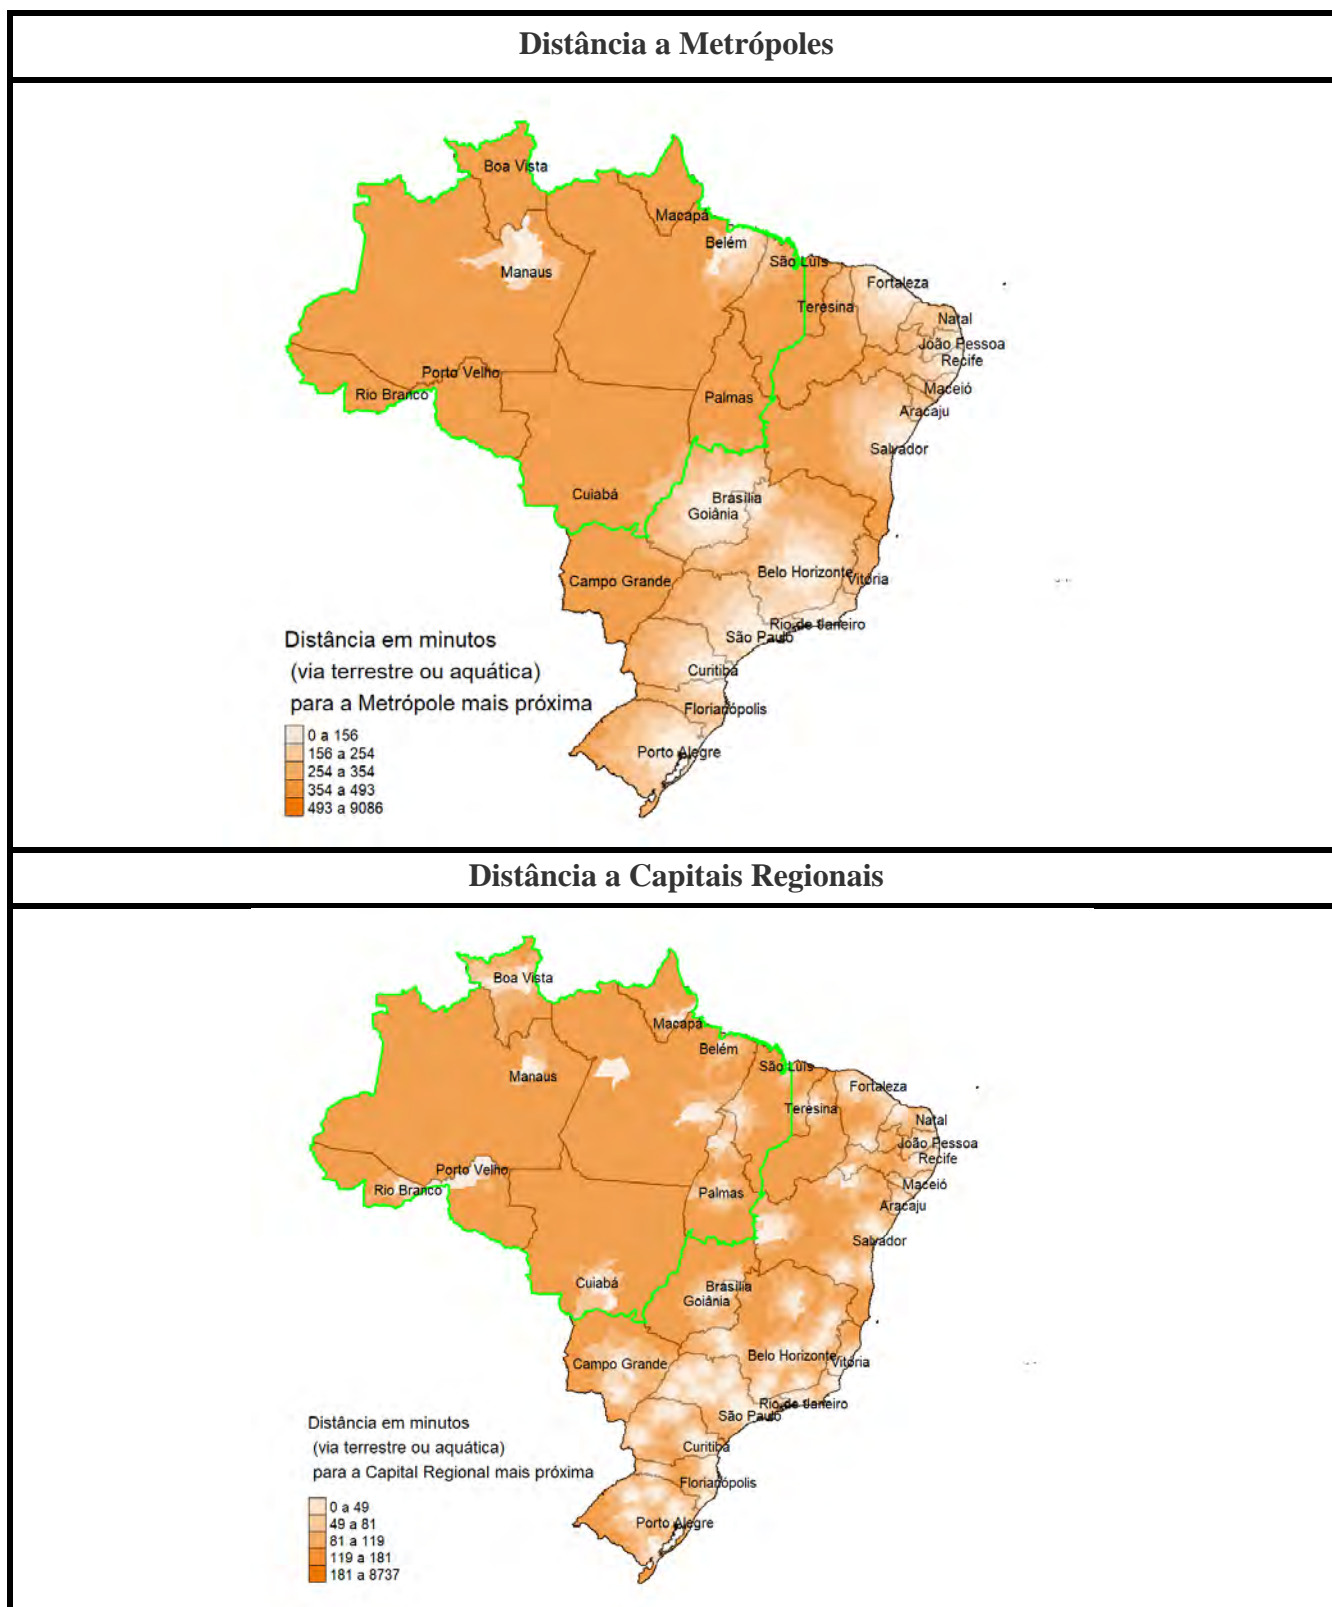 Distância a Metrópoles
Boa Vista
Macapá
Belém
São Luís
Manaus
Fortaleza
Teresina
Natal
João Pessoa
Recife
Porto Velho
Maceió
Rio Branco
Palmas
Aracaju
Salvador
Cuiabá
Brasília
Goiânia
Belo Horizonte
Campo Grande
Vitória
Rio de Janeiro
São Paulo
Curitiba
Florianópolis
Porto Alegre
Distância em minutos
(via terrestre ou aquática)
para a Metrópole mais próxima
0 a 156
156 a 254
254 a 354
354 a 493
493 a 9086
Distância a Capitais Regionais
Boa Vista
Macapá
Belém
São Luís
Manaus
Fortaleza
Teresina
Natal
João Pessoa
Recife
Porto Velho
Maceió
Rio Branco
Palmas
Aracaju
Salvador
Cuiabá
Brasília
Goiânia
Belo Horizonte
Vitória
Campo Grande
Rio de Janeiro
São Paulo
Curitiba
Florianópolis
Porto Alegre
Distância em minutos
(via terrestre ou aquática)
para a Capital Regional mais próxima
0 a 49
49 a 81
81 a 119
119 a 181
181 a 8737